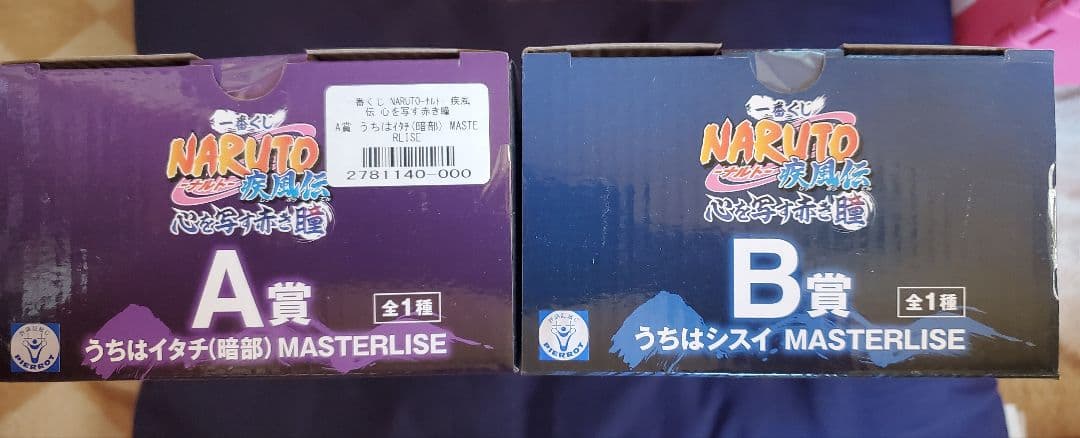 一番くじ
NARUTO
ーナルトー
疾風伝
心を写す赤き瞳
番くじ NARUTO-ﾅﾙﾄ- 疾風
伝 心を写す赤き瞳
A賞 うちはｲﾀﾁ(暗部) MASTE
RLISE
2781140-000
A賞
全1種
うちはイタチ(暗部) MASTERLISE
PIERROT
一番くじ
NARUTO
ーナルトー
疾風伝
心を写す赤き瞳
B賞
全1種
うちはシスイ MASTERLISE
PIERROT